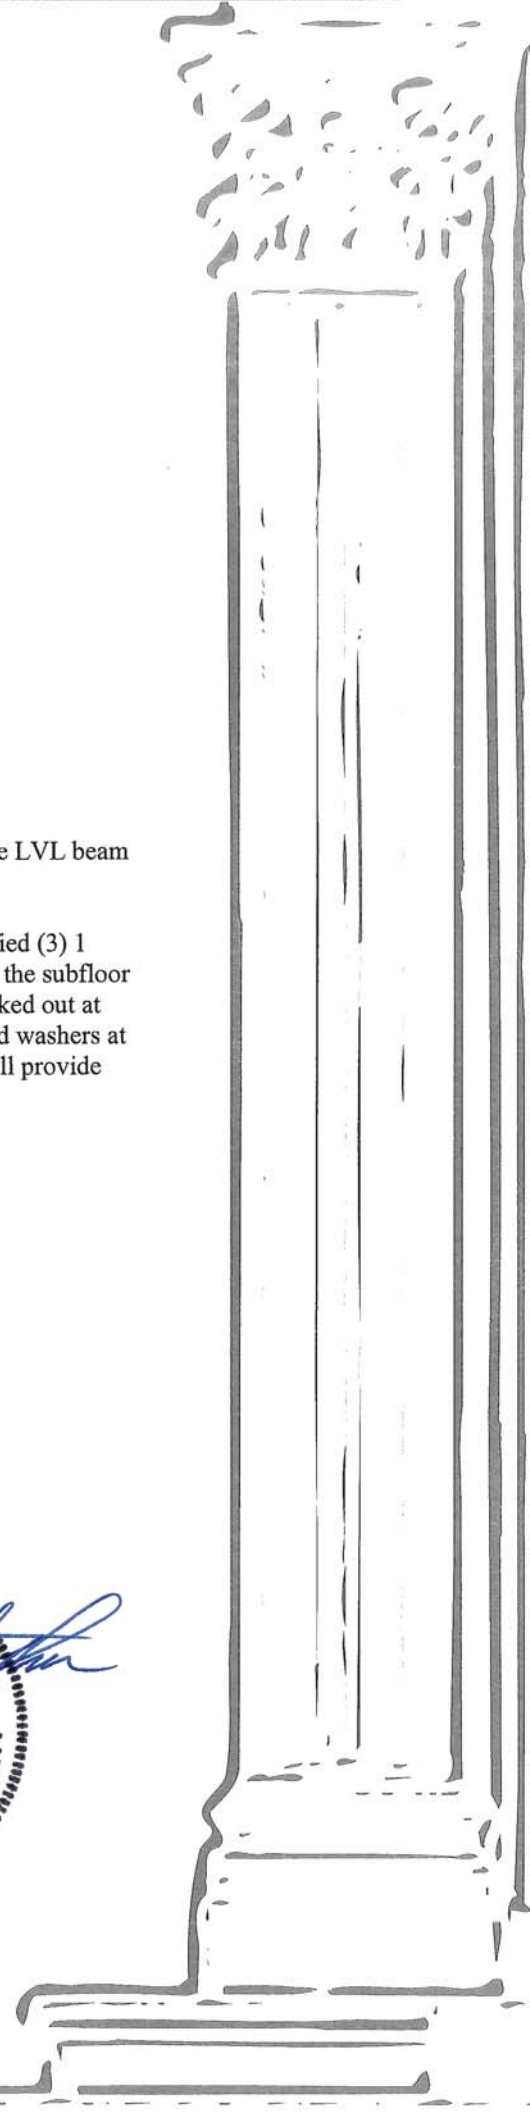 e LVL beam
ied (3) 1
the subfloor
ked out at
d washers at
ll provide